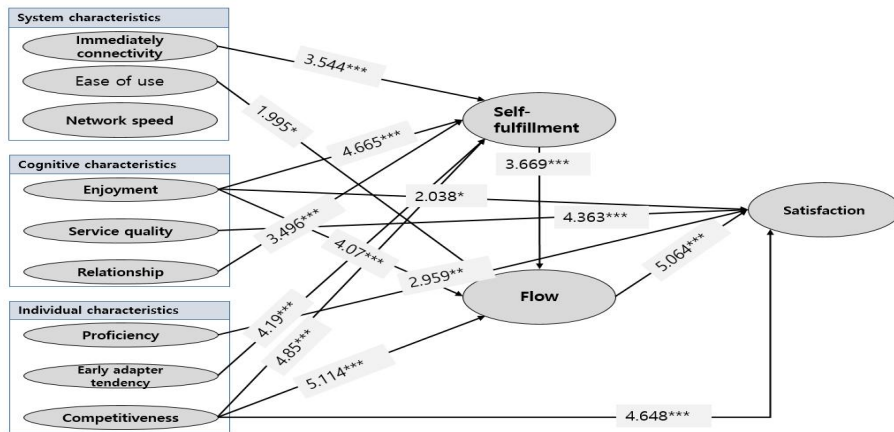 System characteristics
Immediately
connectivity
Ease of use
Network speed
Cognitive characteristics
Enjoyment
Service quality
Relationship
Individual characteristics
Proficiency
Early adapter
tendency
Competitiveness
3.544***
1.995*
4.665***
3.496***
4.07***
4.19***
4.85***
5.114***
2.959**
2.038*
4.363***
Self-
fulfillment
3.669***
Flow
5.064***
4.648***
Satisfaction